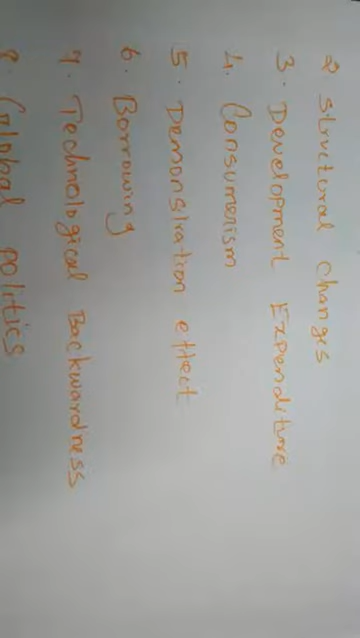 2 Structural changes
3. Development Expenditure
4. Consumerism
5. Demonstration effect
6. Borrowing
7. Technological Backwardness
8. Global politics